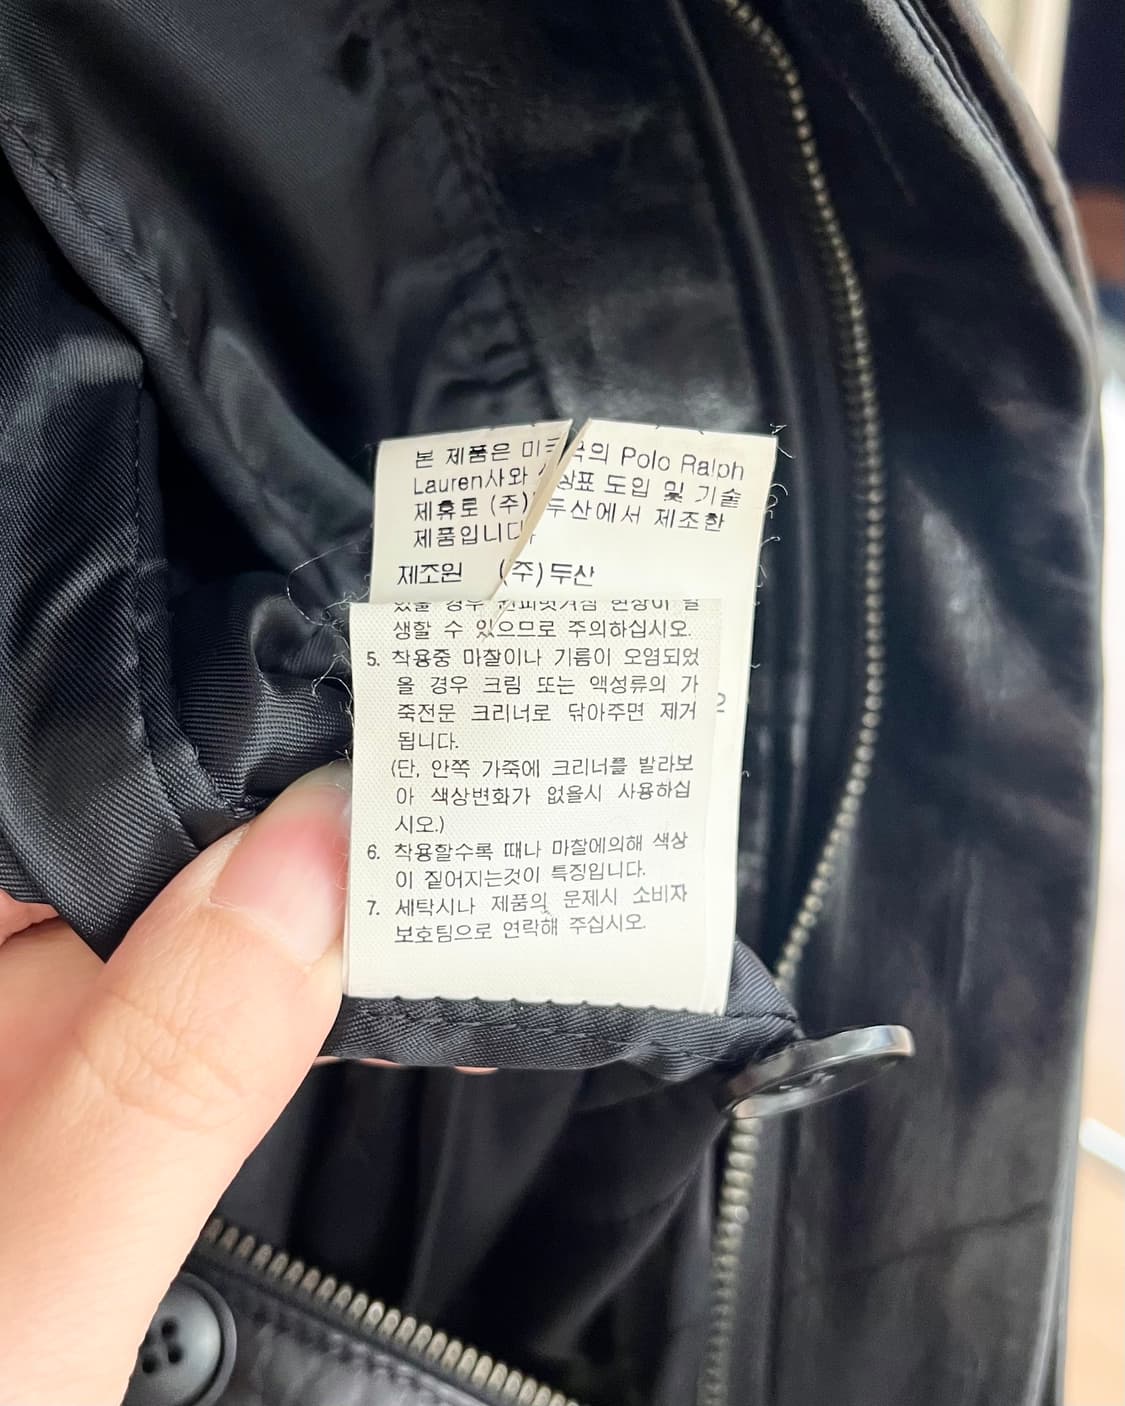 본 제품은 미국의 Polo Ralph
Lauren사와 상표 도입 및 기술
제휴로 (주)두산에서 제조한
제품입니다.
제조원 (주)두산
있을 경우 현상이 발
생할 수 있으므로 주의하십시오.
5. 착용중 마찰이나 기름이 오염되었
을 경우 크림 또는 액성류의 가
죽전문 크리너로 닦아주면 제거
됩니다.
(단, 안쪽 가죽에 크리너를 발라보
아 색상변화가 없을시 사용하십
시오.)
6. 착용할수록 때나 마찰에의해 색상
이 짙어지는것이 특징입니다.
7. 세탁시나 제품의 문제시 소비자
보호팀으로 연락해 주십시오.
2